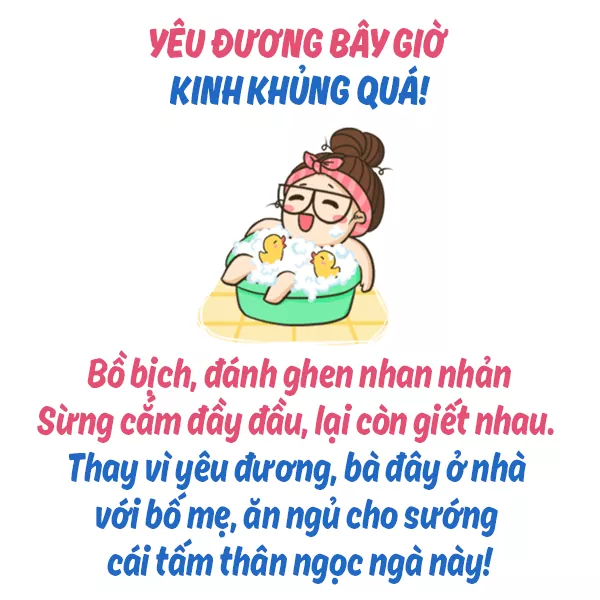 YÊU ĐƯƠNG BÂY GIỜ
KINH KHỦNG QUÁ!
Bồ bịch, đánh ghen nhan nhản
Sừng cắm đầy đầu, lại còn giết nhau.
Thay vì yêu đương, bà đây ở nhà
với bố mẹ, ăn ngủ cho sướng
cái tấm thân ngọc ngà này!